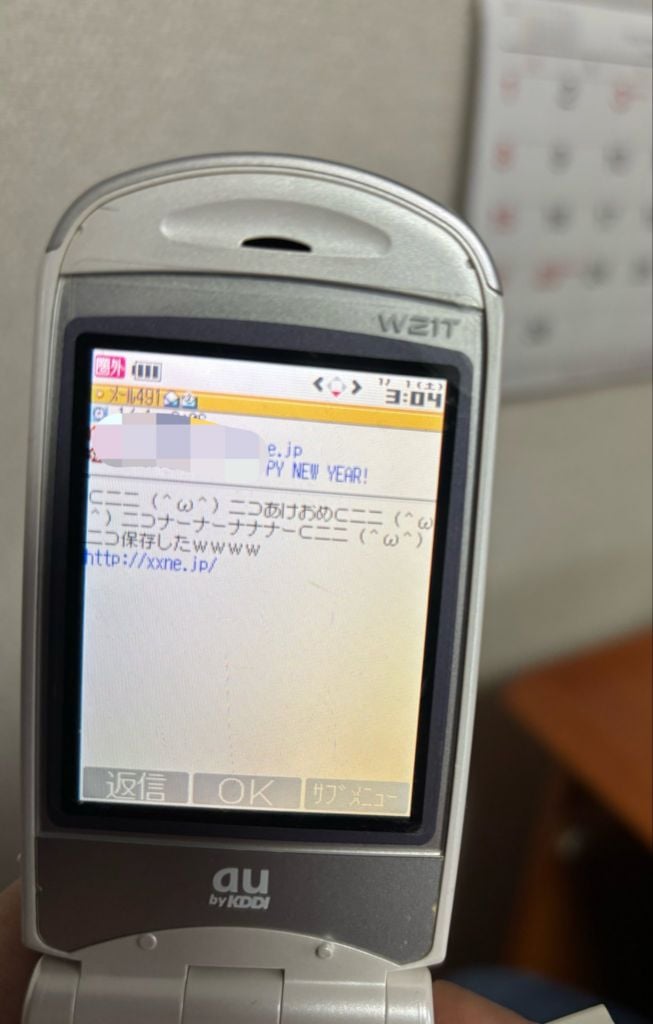 W21T
圏外
1/ 1(土)
3:04
メール491
e.jp
PY NEW YEAR!
⊂ニニ（＾ω＾）ニ⊃あけおめ⊂ニニ（＾ω
＾）ニ⊃ナーナーナナナー⊂ニニ（＾ω＾）
ニ⊃保存したｗｗｗｗ
http://xxne.jp/
返信 OK ｻﾌﾞﾒﾆｭｰ
au
by KDDI